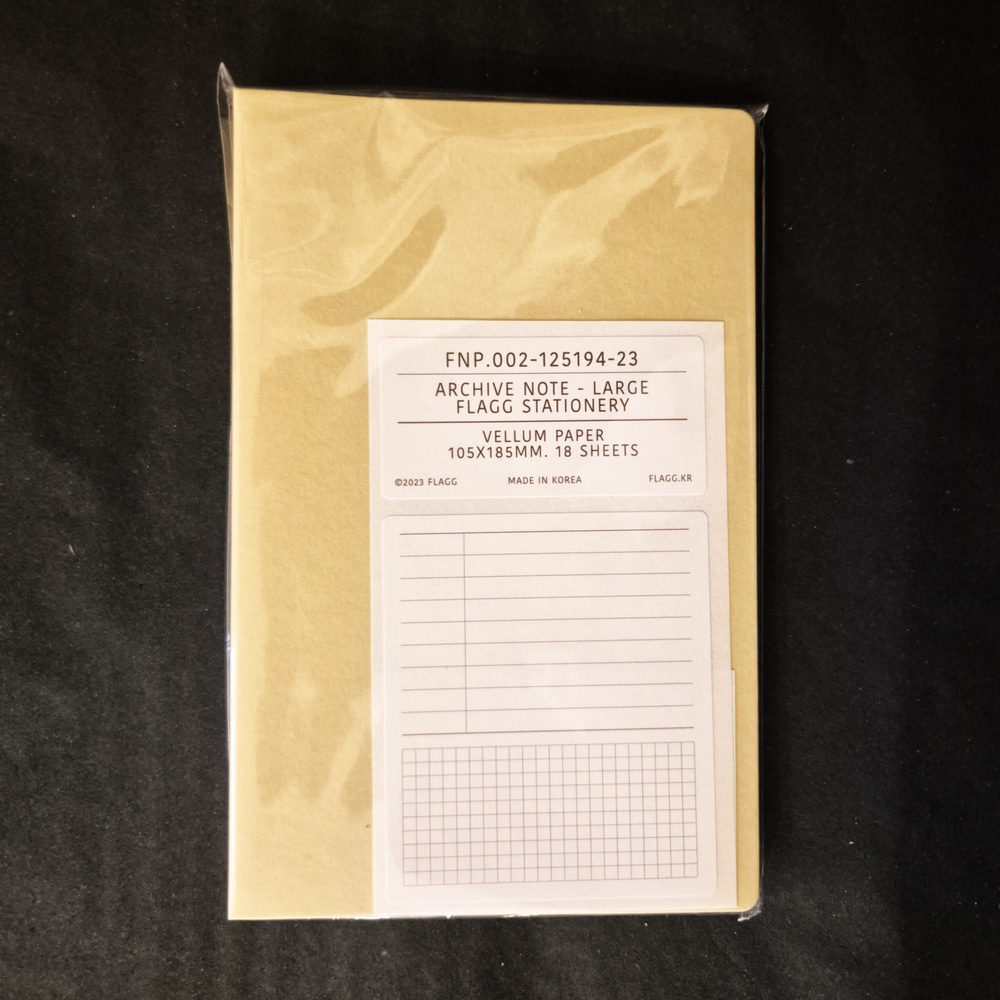 FNP.002-125194-23
ARCHIVE NOTE - LARGE
FLAGG STATIONERY
VELLUM PAPER
105X185MM. 18 SHEETS
©2023 FLAGG MADE IN KOREA FLAGG.KR